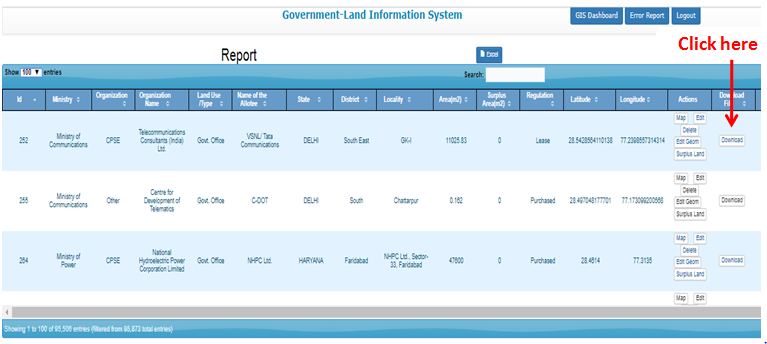 Government-Land Information System
GIS Dashboard Error Report Logout
Click here
Report
Excel
Show 100 entries
Search:
Id Ministry Organization Organization Name Land Use /Type Name of the Allotee State District Locality Area(m2) Surplus Area(m2) Regulation Latitude Longitude Actions Download
252 Ministry of Communications CPSE Telecommunications Consultants (India) Ltd. Govt. Office VSNL/ Tata Communications DELHI South East GK-I 11025.83 0 Lease 28.5428564110138 77.2398657314314 Map Edit Delete Edit Geom Surplus Land Download
255 Ministry of Communications Other Centre for Development of Telematics Govt. Office C-DOT DELHI South Chattarpur 0.162 0 Purchased 28.497048177701 77.173099200568 Map Edit Delete Edit Geom Surplus Land Download
264 Ministry of Power CPSE National Hydroelectric Power Corporation Limited Govt. Office NHPC Ltd. HARYANA Faridabad NHPC Ltd., Sector-33, Faridabad 47600 0 Purchased 28.4614 77.3135 Map Edit Delete Edit Geom Surplus Land Download
Map Edit
Showing 1 to 100 of 95,506 entries (filtered from 95,873 total entries)